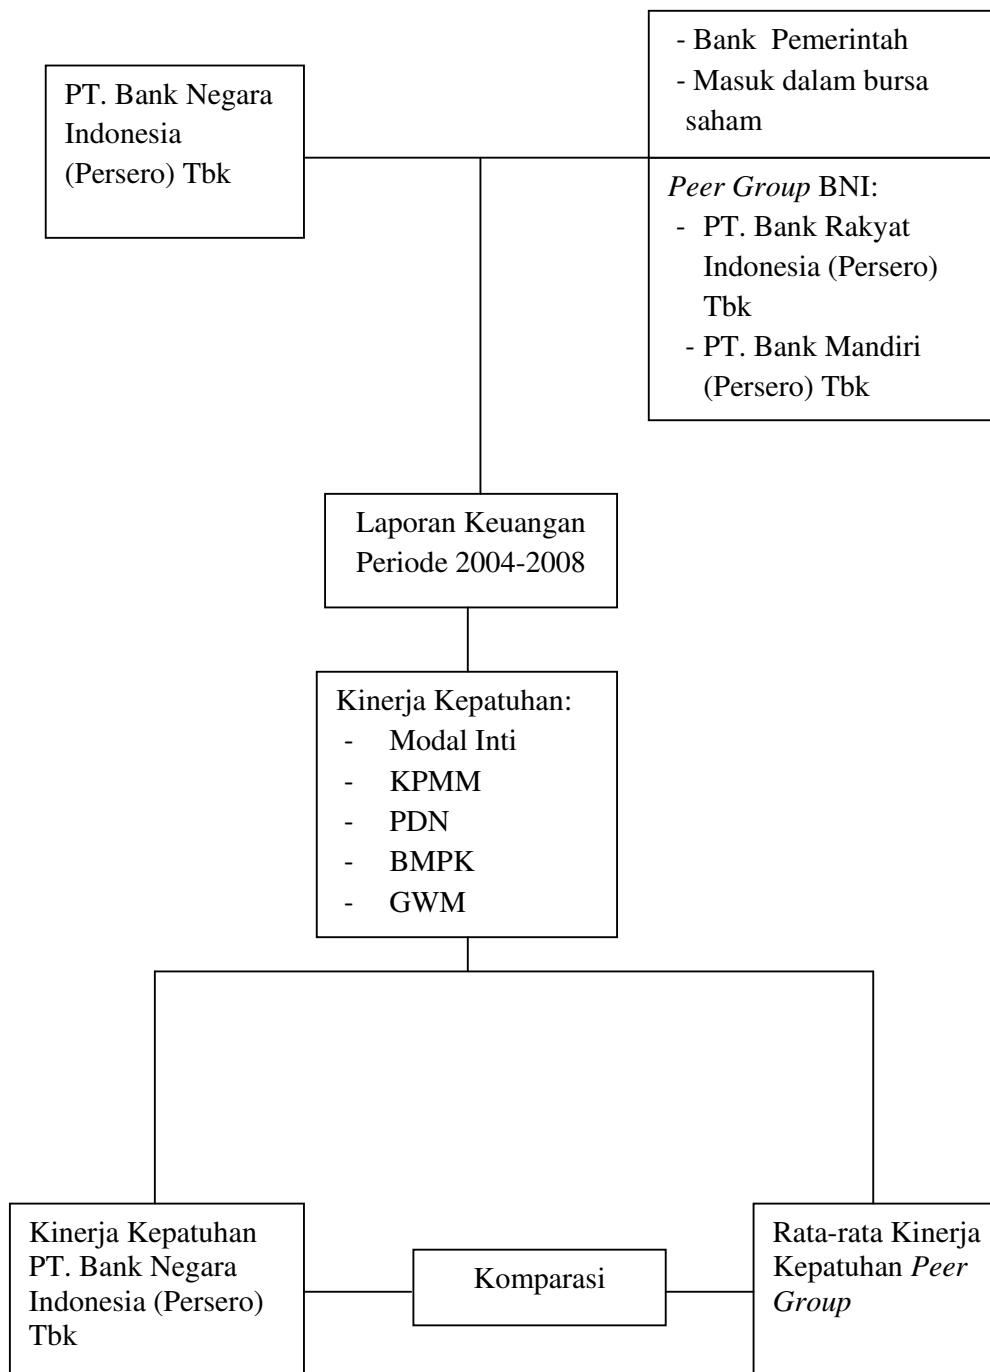 PT. Bank Negara
Indonesia
(Persero) Tbk
- Bank Pemerintah
- Masuk dalam bursa
saham
Peer Group BNI:
- PT. Bank Rakyat
Indonesia (Persero)
Tbk
- PT. Bank Mandiri
(Persero) Tbk
Laporan Keuangan
Periode 2004-2008
Kinerja Kepatuhan:
- Modal Inti
- KPMM
- PDN
- BMPK
- GWM
Kinerja Kepatuhan
PT. Bank Negara
Indonesia (Persero)
Tbk
Komparasi
Rata-rata Kinerja
Kepatuhan Peer
Group